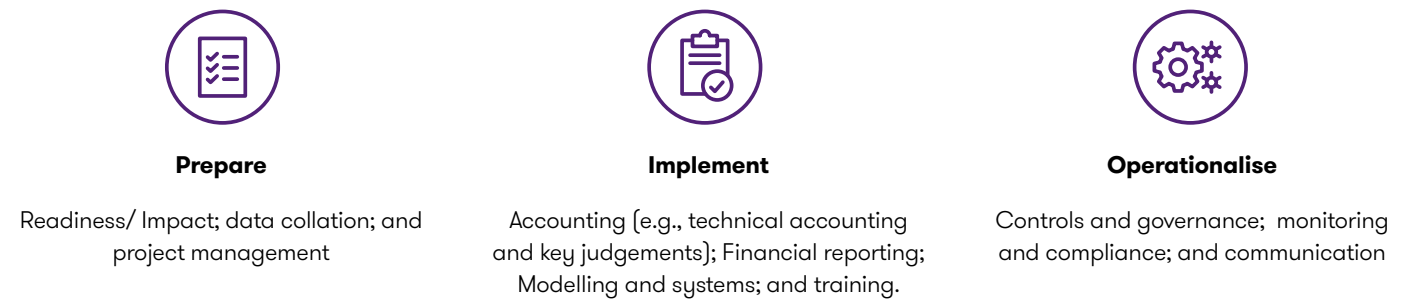 Prepare
Readiness/ Impact; data collation; and
project management
Implement
Accounting (e.g., technical accounting
and key judgements); Financial reporting;
Modelling and systems; and training.
Operationalise
Controls and governance;  monitoring
and compliance; and communication